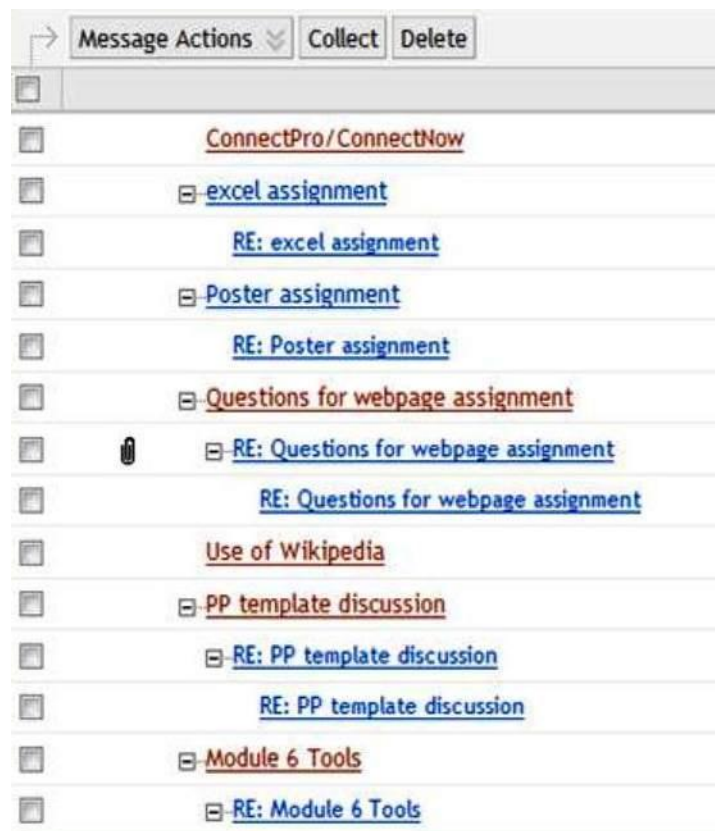 Message Actions Collect Delete
ConnectPro/ConnectNow
excel assignment
RE: excel assignment
Poster assignment
RE: Poster assignment
Questions for webpage assignment
RE: Questions for webpage assignment
RE: Questions for webpage assignment
Use of Wikipedia
PP template discussion
RE: PP template discussion
RE: PP template discussion
Module 6 Tools
RE: Module 6 Tools